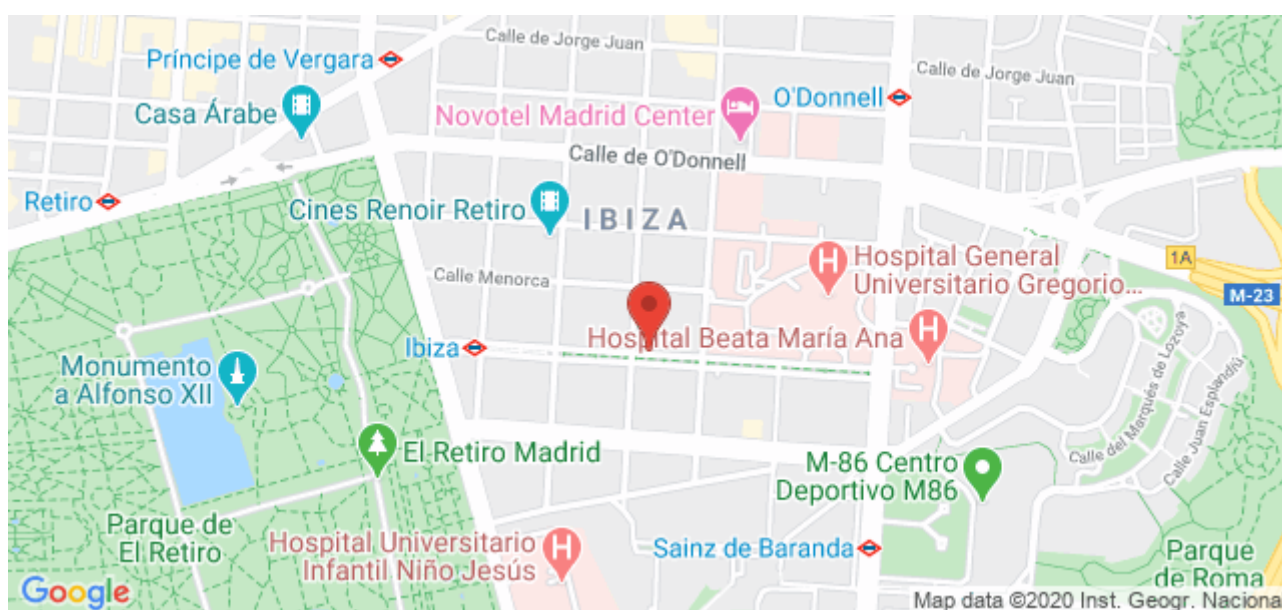 Calle de Jorge Juan
Príncipe de Vergara
Calle de Jorge Juan
O'Donnell
Casa Árabe
Novotel Madrid Center
Calle de O'Donnell
Retiro
Cines Renoir Retiro
IBIZA
Hospital General
Universitario Gregorio...
1A
M-23
Calle Menorca
Hospital Beata María Ana
Ibiza
Monumento
a Alfonso XII
Calle del Marqués de Lozoya
Calle Juan Esplandiú
El Retiro Madrid
M-86 Centro
Deportivo M86
Parque de
El Retiro
Hospital Universitario
Infantil Niño Jesús
Sainz de Baranda
Parque
de Roma
Google
Map data ©2020 Inst. Geogr. Naciona